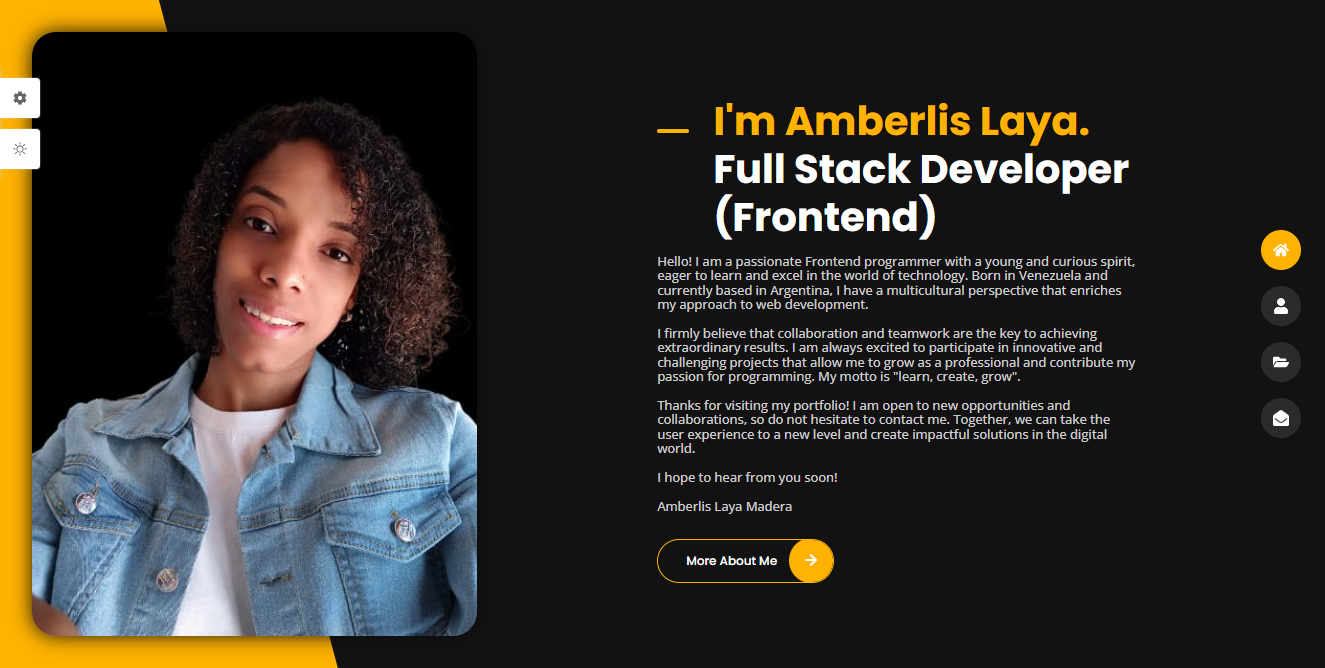 I'm Amberlis Laya.
Full Stack Developer
(Frontend)
Hello! I am a passionate Frontend programmer with a young and curious spirit,
eager to learn and excel in the world of technology. Born in Venezuela and
currently based in Argentina, I have a multicultural perspective that enriches
my approach to web development.
I firmly believe that collaboration and teamwork are the key to achieving
extraordinary results. I am always excited to participate in innovative and
challenging projects that allow me to grow as a professional and contribute my
passion for programming. My motto is "learn, create, grow".
Thanks for visiting my portfolio! I am open to new opportunities and
collaborations, so do not hesitate to contact me. Together, we can take the
user experience to a new level and create impactful solutions in the digital
world.
I hope to hear from you soon!
Amberlis Laya Madera
More About Me